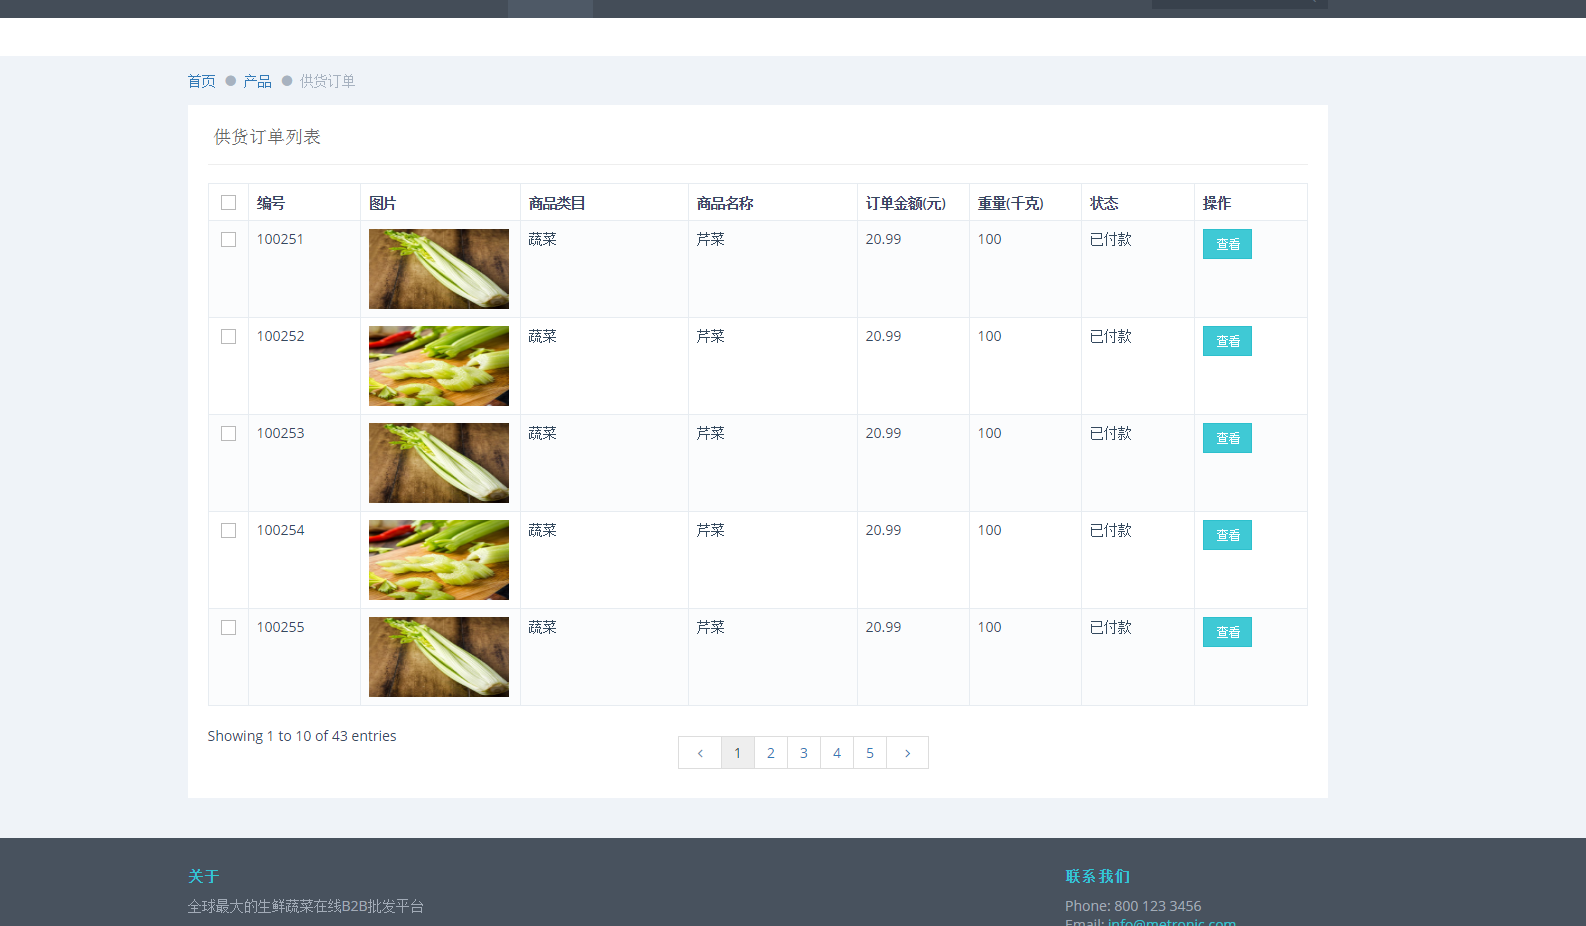 首页 产品 供货订单
供货订单列表
编号 图片 商品类目 商品名称 订单金额(元) 重量(千克) 状态 操作
100251 蔬菜 芹菜 20.99 100 已付款 查看
100252 蔬菜 芹菜 20.99 100 已付款 查看
100253 蔬菜 芹菜 20.99 100 已付款 查看
100254 蔬菜 芹菜 20.99 100 已付款 查看
100255 蔬菜 芹菜 20.99 100 已付款 查看
Showing 1 to 10 of 43 entries
‹ 1 2 3 4 5 ›
关于
全球最大的生鲜蔬菜在线B2B批发平台
联系我们
Phone: 800 123 3456
Email: info@metronic.com